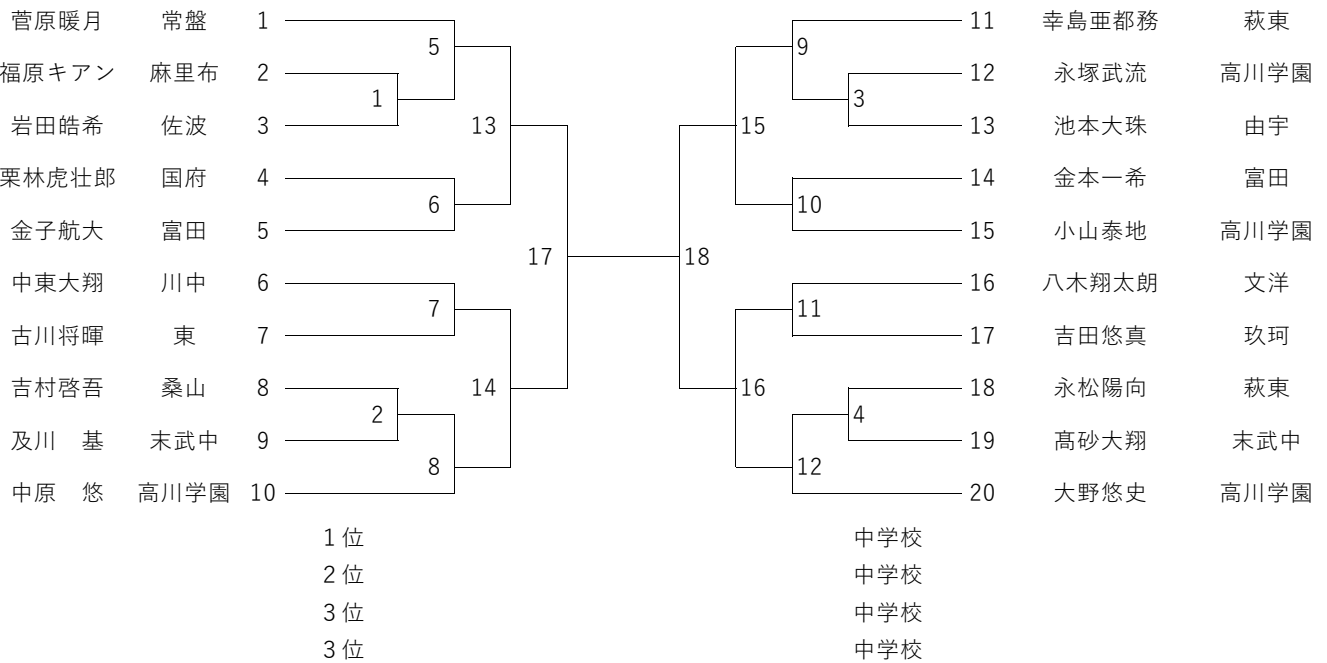 菅原暖月 常盤 1 11 幸島亜都務 萩東
5 9
福原キアン 麻里布 2 12 永塚武流 高川学園
1 3
岩田皓希 佐波 3 13 15 13 池本大珠 由宇
栗林虎壮郎 国府 4 14 金本一希 富田
6 10
金子航大 富田 5 15 小山泰地 高川学園
17 18
中東大翔 川中 6 16 八木翔太朗 文洋
7 11
古川将暉 東 7 17 吉田悠真 玖珂
吉村啓吾 桑山 8 14 16 18 永松陽向 萩東
2 4
及川 基 末武中 9 19 髙砂大翔 末武中
8 12
中原 悠 高川学園 10 20 大野悠史 高川学園
1位 中学校
2位 中学校
3位 中学校
3位 中学校